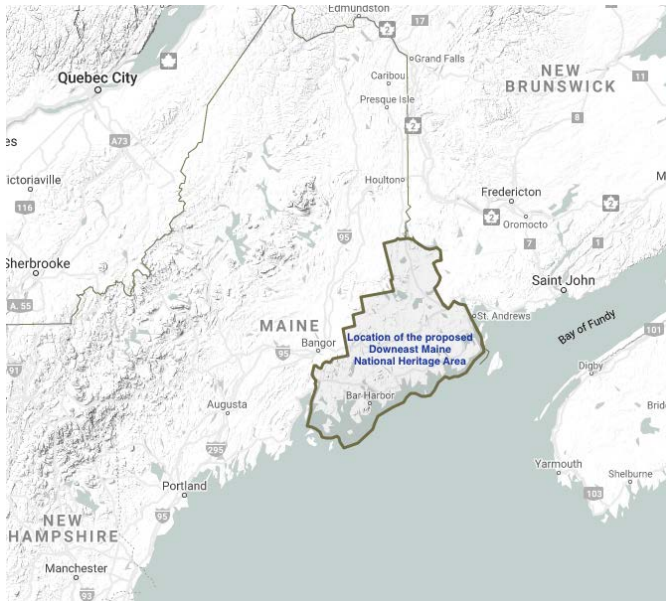 Edmundston
2
17
Grand Falls
Caribou
Quebec City
NEW
BRUNSWICK
11
Presque Isle
A73
2
8
es
ictoriaville
Houlton
116
Fredericton
2
2
M
95
Oromocto
7
1
Sherbrooke
Saint John
A. 55
St. Andrews
MAINE
Bay of Fundy
101
Bangor
Location of the proposed
Downeast Maine
National Heritage Area
95
91
Digby
Bar Harbor
Augusta
Brid
295
Yarmouth
Shelburne
Portland
103
95
NEW
HAMPSHIRE
Manchester
93